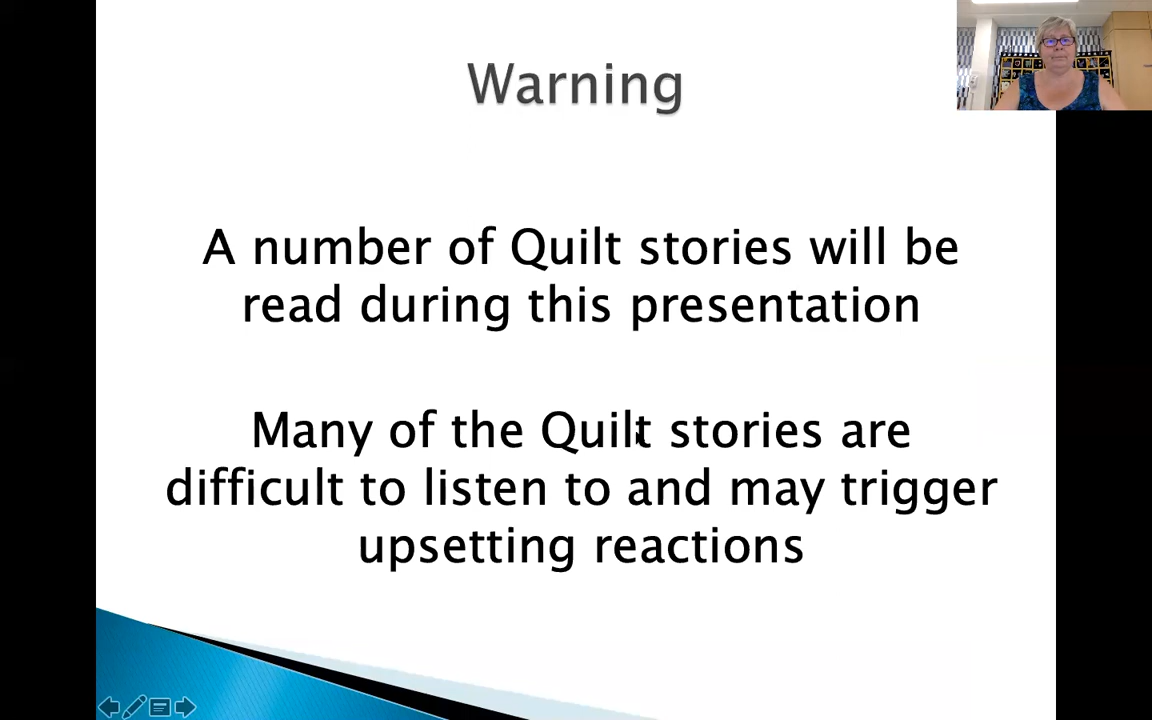 Warning
A number of Quilt stories will be
read during this presentation
Many of the Quilt stories are
difficult to listen to and may trigger
upsetting reactions